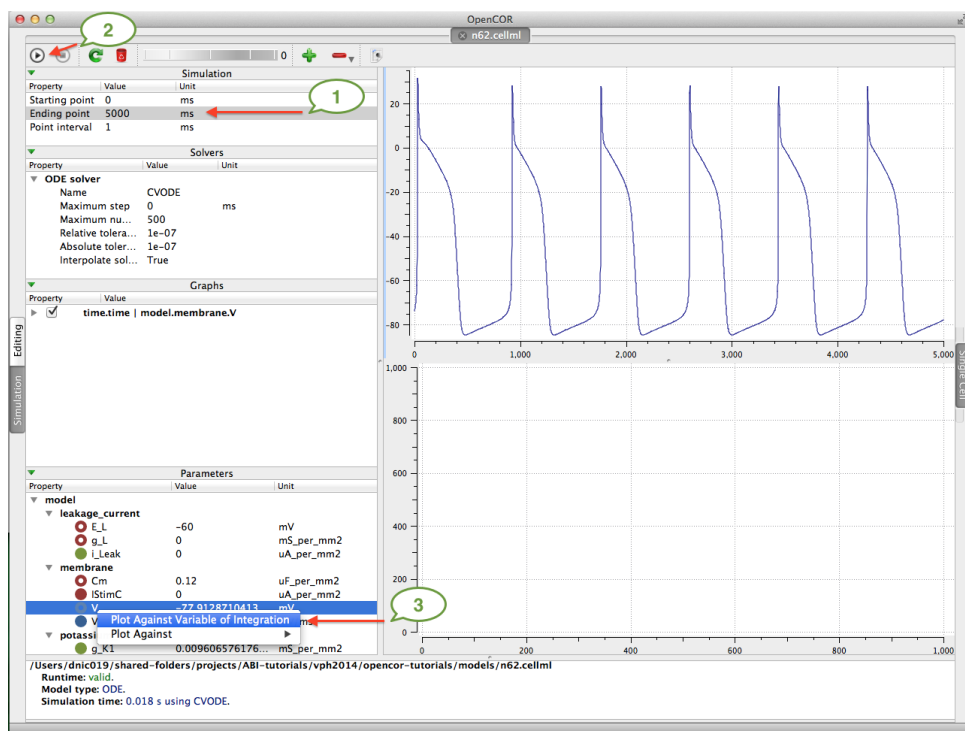 OpenCOR
n62.cellml
2
0
Simulation
Property Value Unit
Starting point 0 ms
Ending point 5000 ms
Point interval 1 ms
1
Solvers
Property Value Unit
ODE solver
Name CVODE
Maximum step 0 ms
Maximum nu... 500
Relative tolera... 1e-07
Absolute toler... 1e-07
Interpolate sol... True
Graphs
Property Value
time.time | model.membrane.V
Editing
Simulation
Parameters
Property Value Unit
model
leakage_current
E_L -60 mV
g_L 0 mS_per_mm2
i_Leak 0 uA_per_mm2
membrane
Cm 0.12 uF_per_mm2
IStimC 0 uA_per_mm2
V -77.9128710413 mV
Plot Against Variable of Integration
Plot Against
3
g_K1 0.009606576176... mS_per_mm2
20
0
-20
-40
-60
-80
0 1,000 2,000 3,000 4,000 5,000
1,000
800
600
400
200
0
0 200 400 600 800 1,000
Single Cell
/Users/dnic019/shared-folders/projects/ABI-tutorials/vph2014/opencor-tutorials/models/n62.cellml
Runtime: valid.
Model type: ODE.
Simulation time: 0.018 s using CVODE.